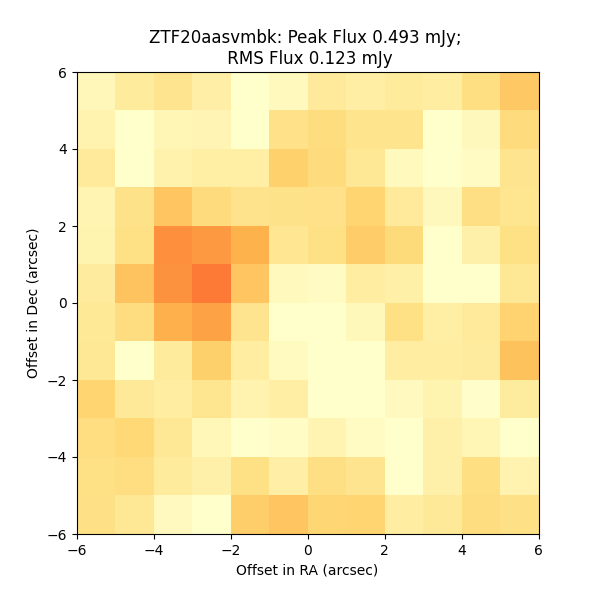 ZTF20aasvmbk: Peak Flux 0.493 mJy;
RMS Flux 0.123 mJy
6
4
2
0
−2
−4
−6
Offset in Dec (arcsec)
−6 −4 −2 0 2 4 6
Offset in RA (arcsec)